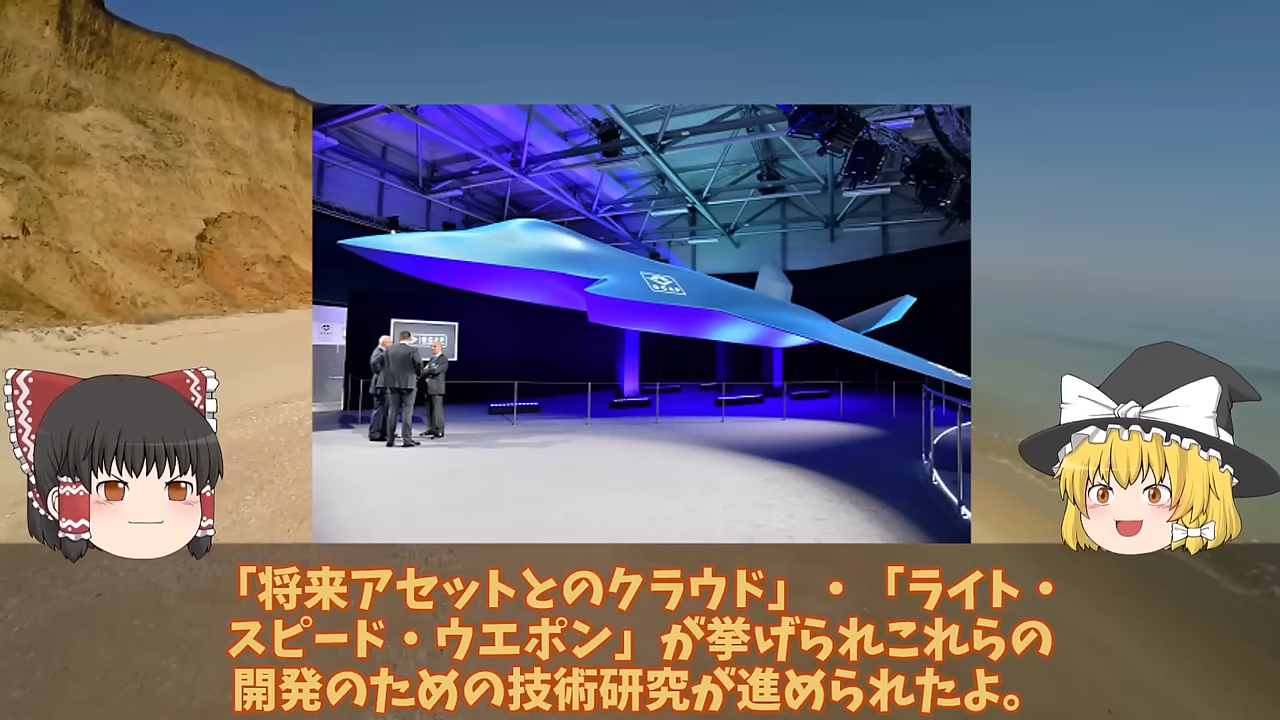 GCAP
GCAP
「将来アセットとのクラウド」・「ライト・
スピード・ウエポン」が挙げられこれらの
開発のための技術研究が進められたよ。